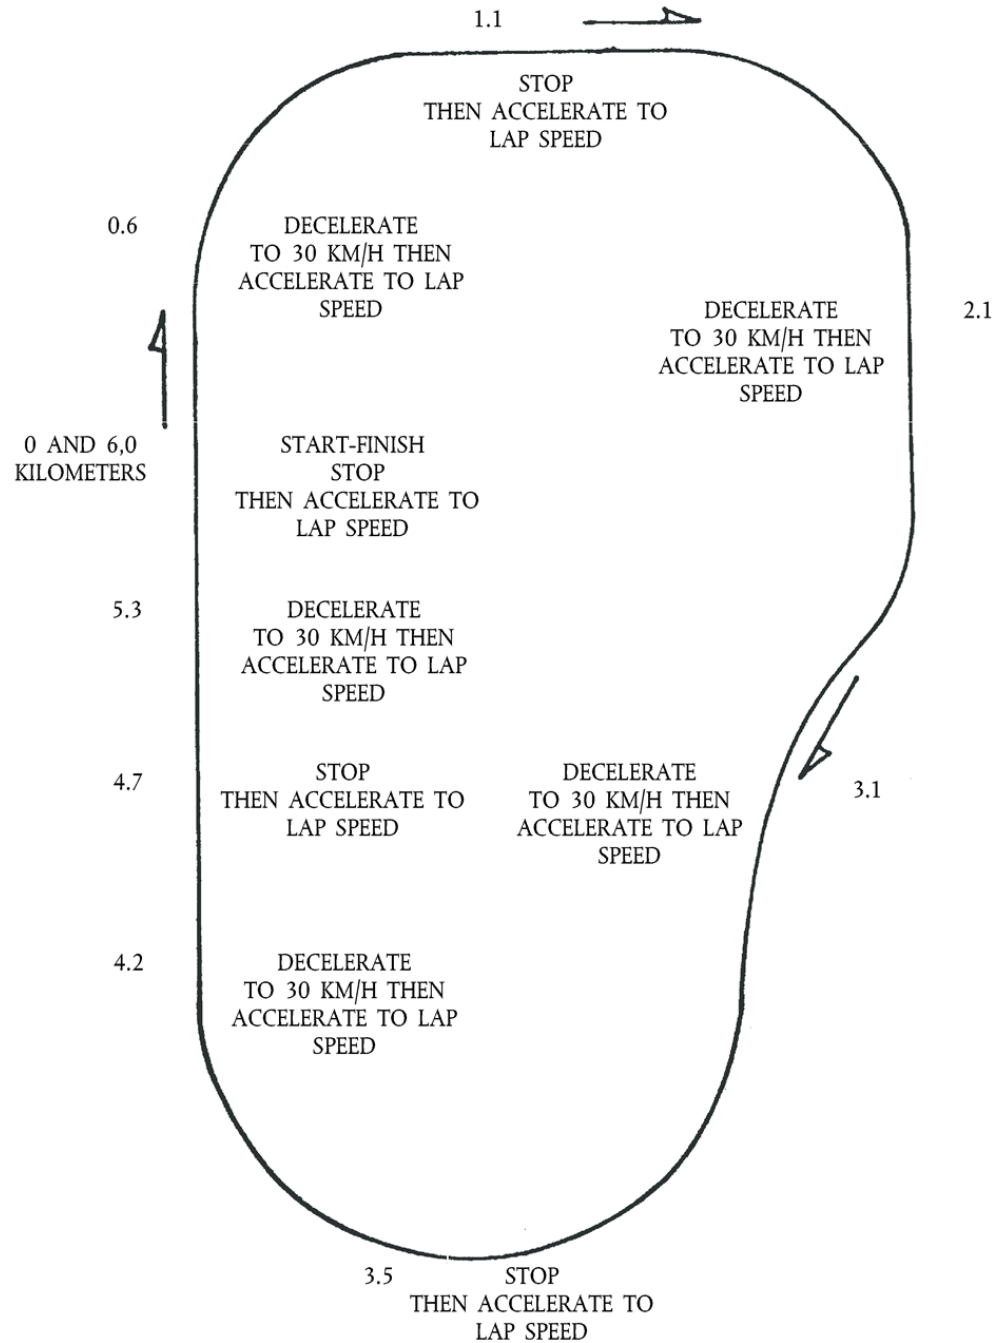 1.1
STOP
THEN ACCELERATE TO
LAP SPEED
0.6
DECELERATE
TO 30 KM/H THEN
ACCELERATE TO LAP
SPEED
DECELERATE
TO 30 KM/H THEN
ACCELERATE TO LAP
SPEED
2.1
0 AND 6,0
KILOMETERS
START-FINISH
STOP
THEN ACCELERATE TO
LAP SPEED
5.3
DECELERATE
TO 30 KM/H THEN
ACCELERATE TO LAP
SPEED
4.7
STOP
THEN ACCELERATE TO
LAP SPEED
DECELERATE
TO 30 KM/H THEN
ACCELERATE TO LAP
SPEED
3.1
4.2
DECELERATE
TO 30 KM/H THEN
ACCELERATE TO LAP
SPEED
3.5
STOP
THEN ACCELERATE TO
LAP SPEED